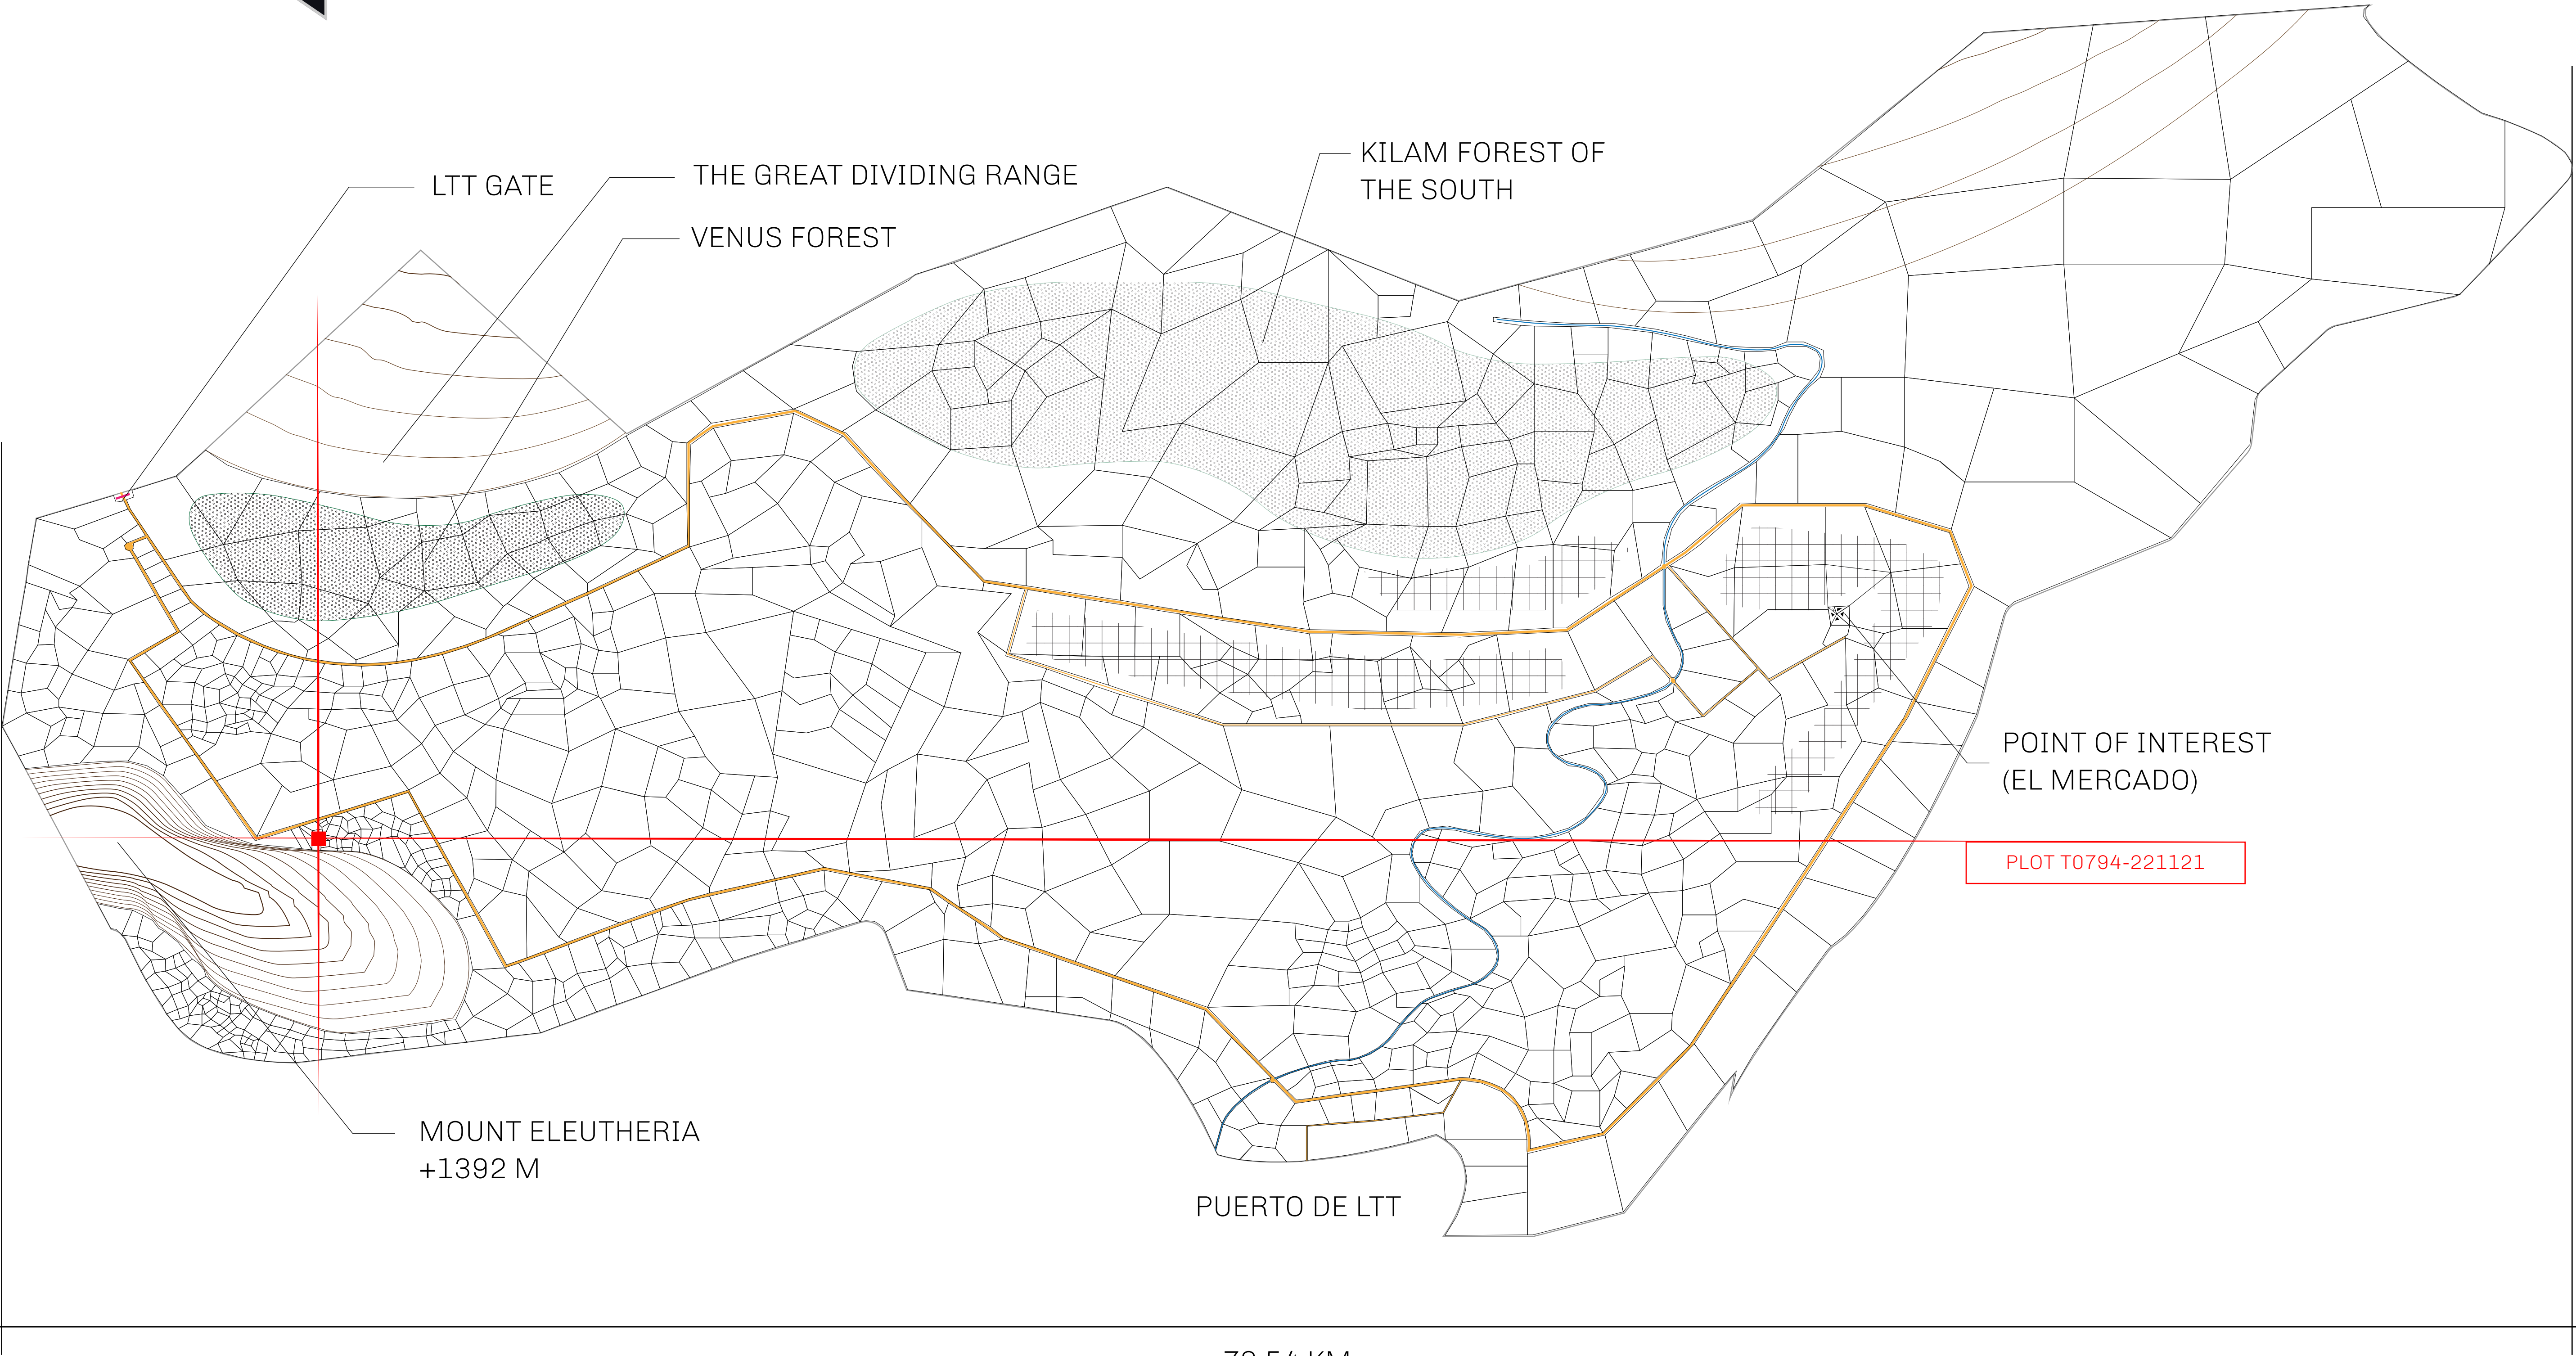 KILAM FOREST OF
THE SOUTH
LTT GATE
THE GREAT DIVIDING RANGE
VENUS FOREST
POINT OF INTEREST
(EL MERCADO)
PLOT T0794-221121
MOUNT ELEUTHERIA
+1392 M
PUERTO DE LTT
KM